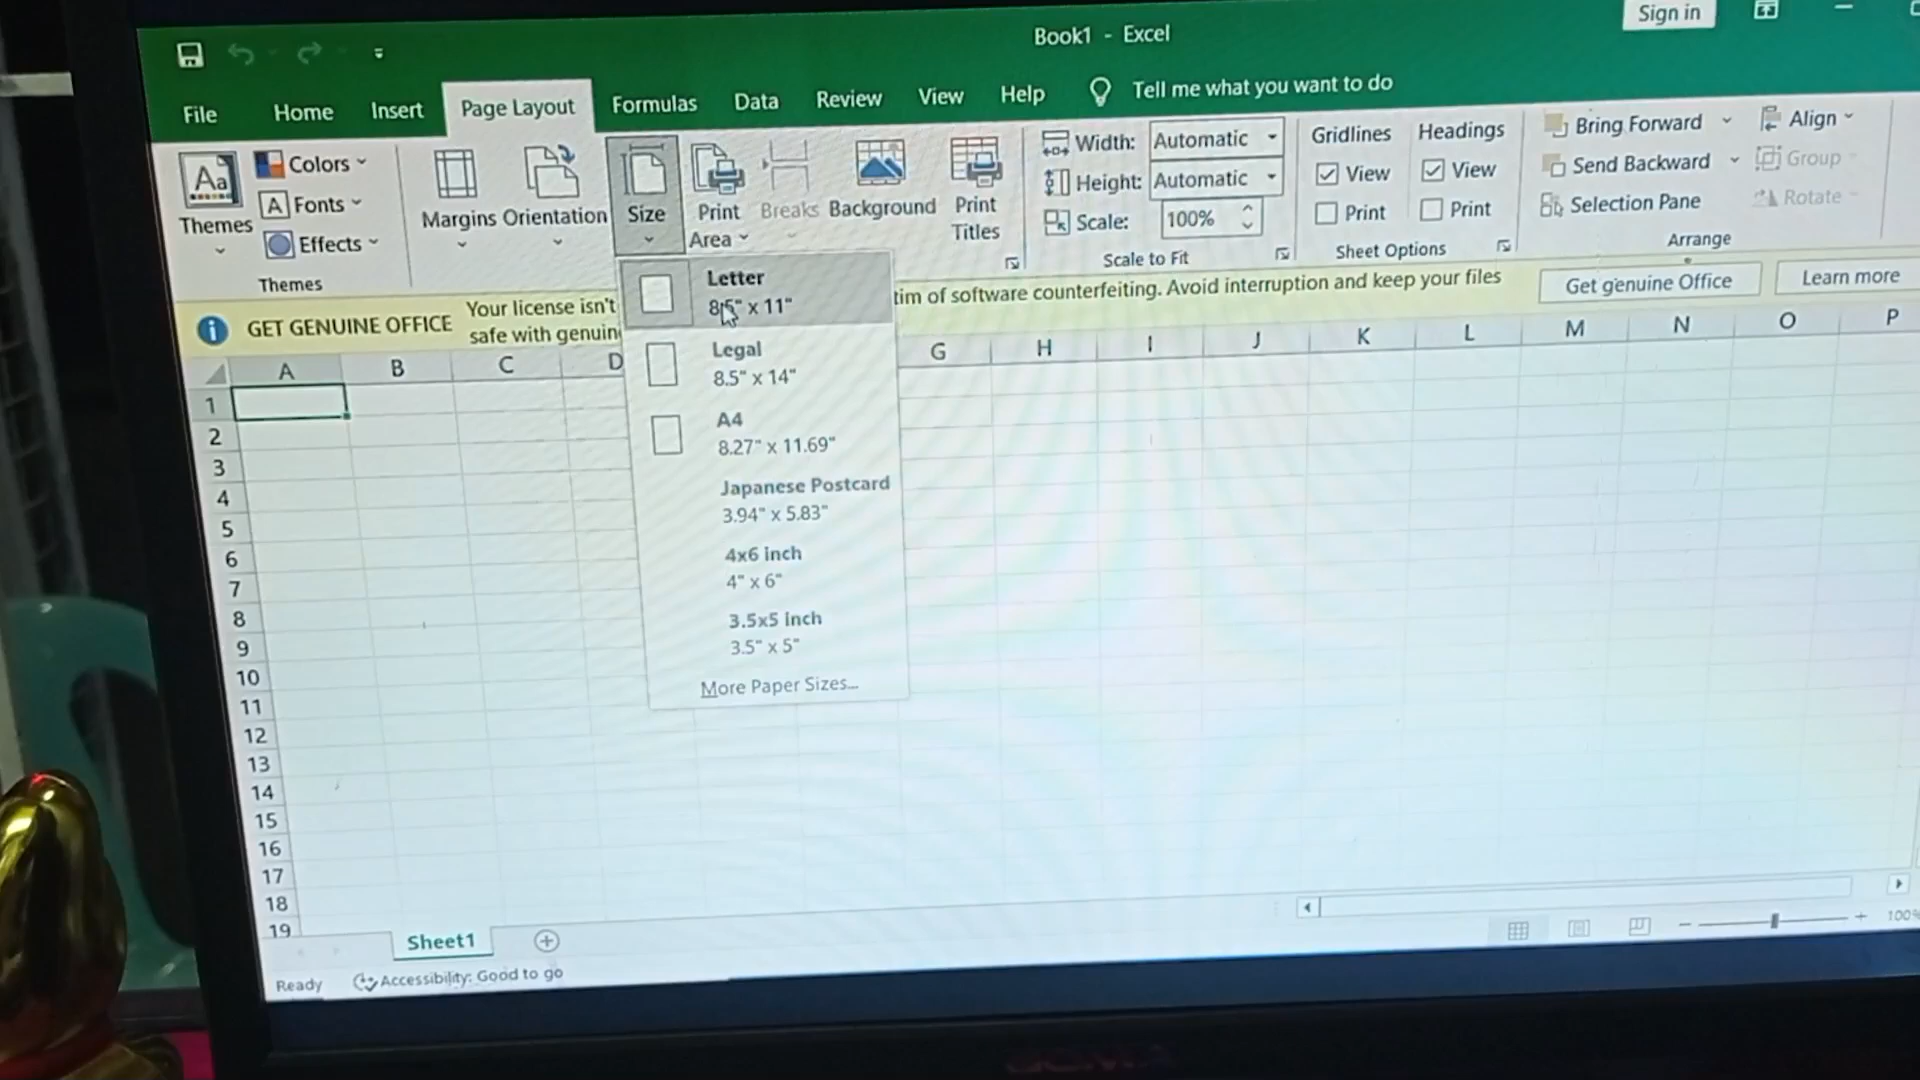 Book1 - Excel
Sign in
File Home Insert Page Layout Formulas Data Review View Help Tell me what you want to do
Themes
Colors
Fonts
Effects
Themes
Margins
Orientation
Size
Print
Area
Breaks
Background
Print
Titles
Width: Automatic
Height: Automatic
Scale: 100%
Scale to Fit
Gridlines
View
Print
Headings
View
Print
Sheet Options
Bring Forward
Send Backward
Selection Pane
Align
Group
Rotate
Arrange
GET GENUINE OFFICE
Your license isn't
safe with genuin
tim of software counterfeiting. Avoid interruption and keep your files
Get genuine Office
Learn more
Letter
8.5" x 11"
Legal
8.5" x 14"
A4
8.27" x 11.69"
Japanese Postcard
3.94" x 5.83"
4x6 inch
4" x 6"
3.5x5 inch
3.5" x 5"
More Paper Sizes...
A B C D G H I J K L M N O P
1
2
3
4
5
6
7
8
9
10
11
12
13
14
15
16
17
18
19
Sheet1
Ready
Accessibility: Good to go
100%